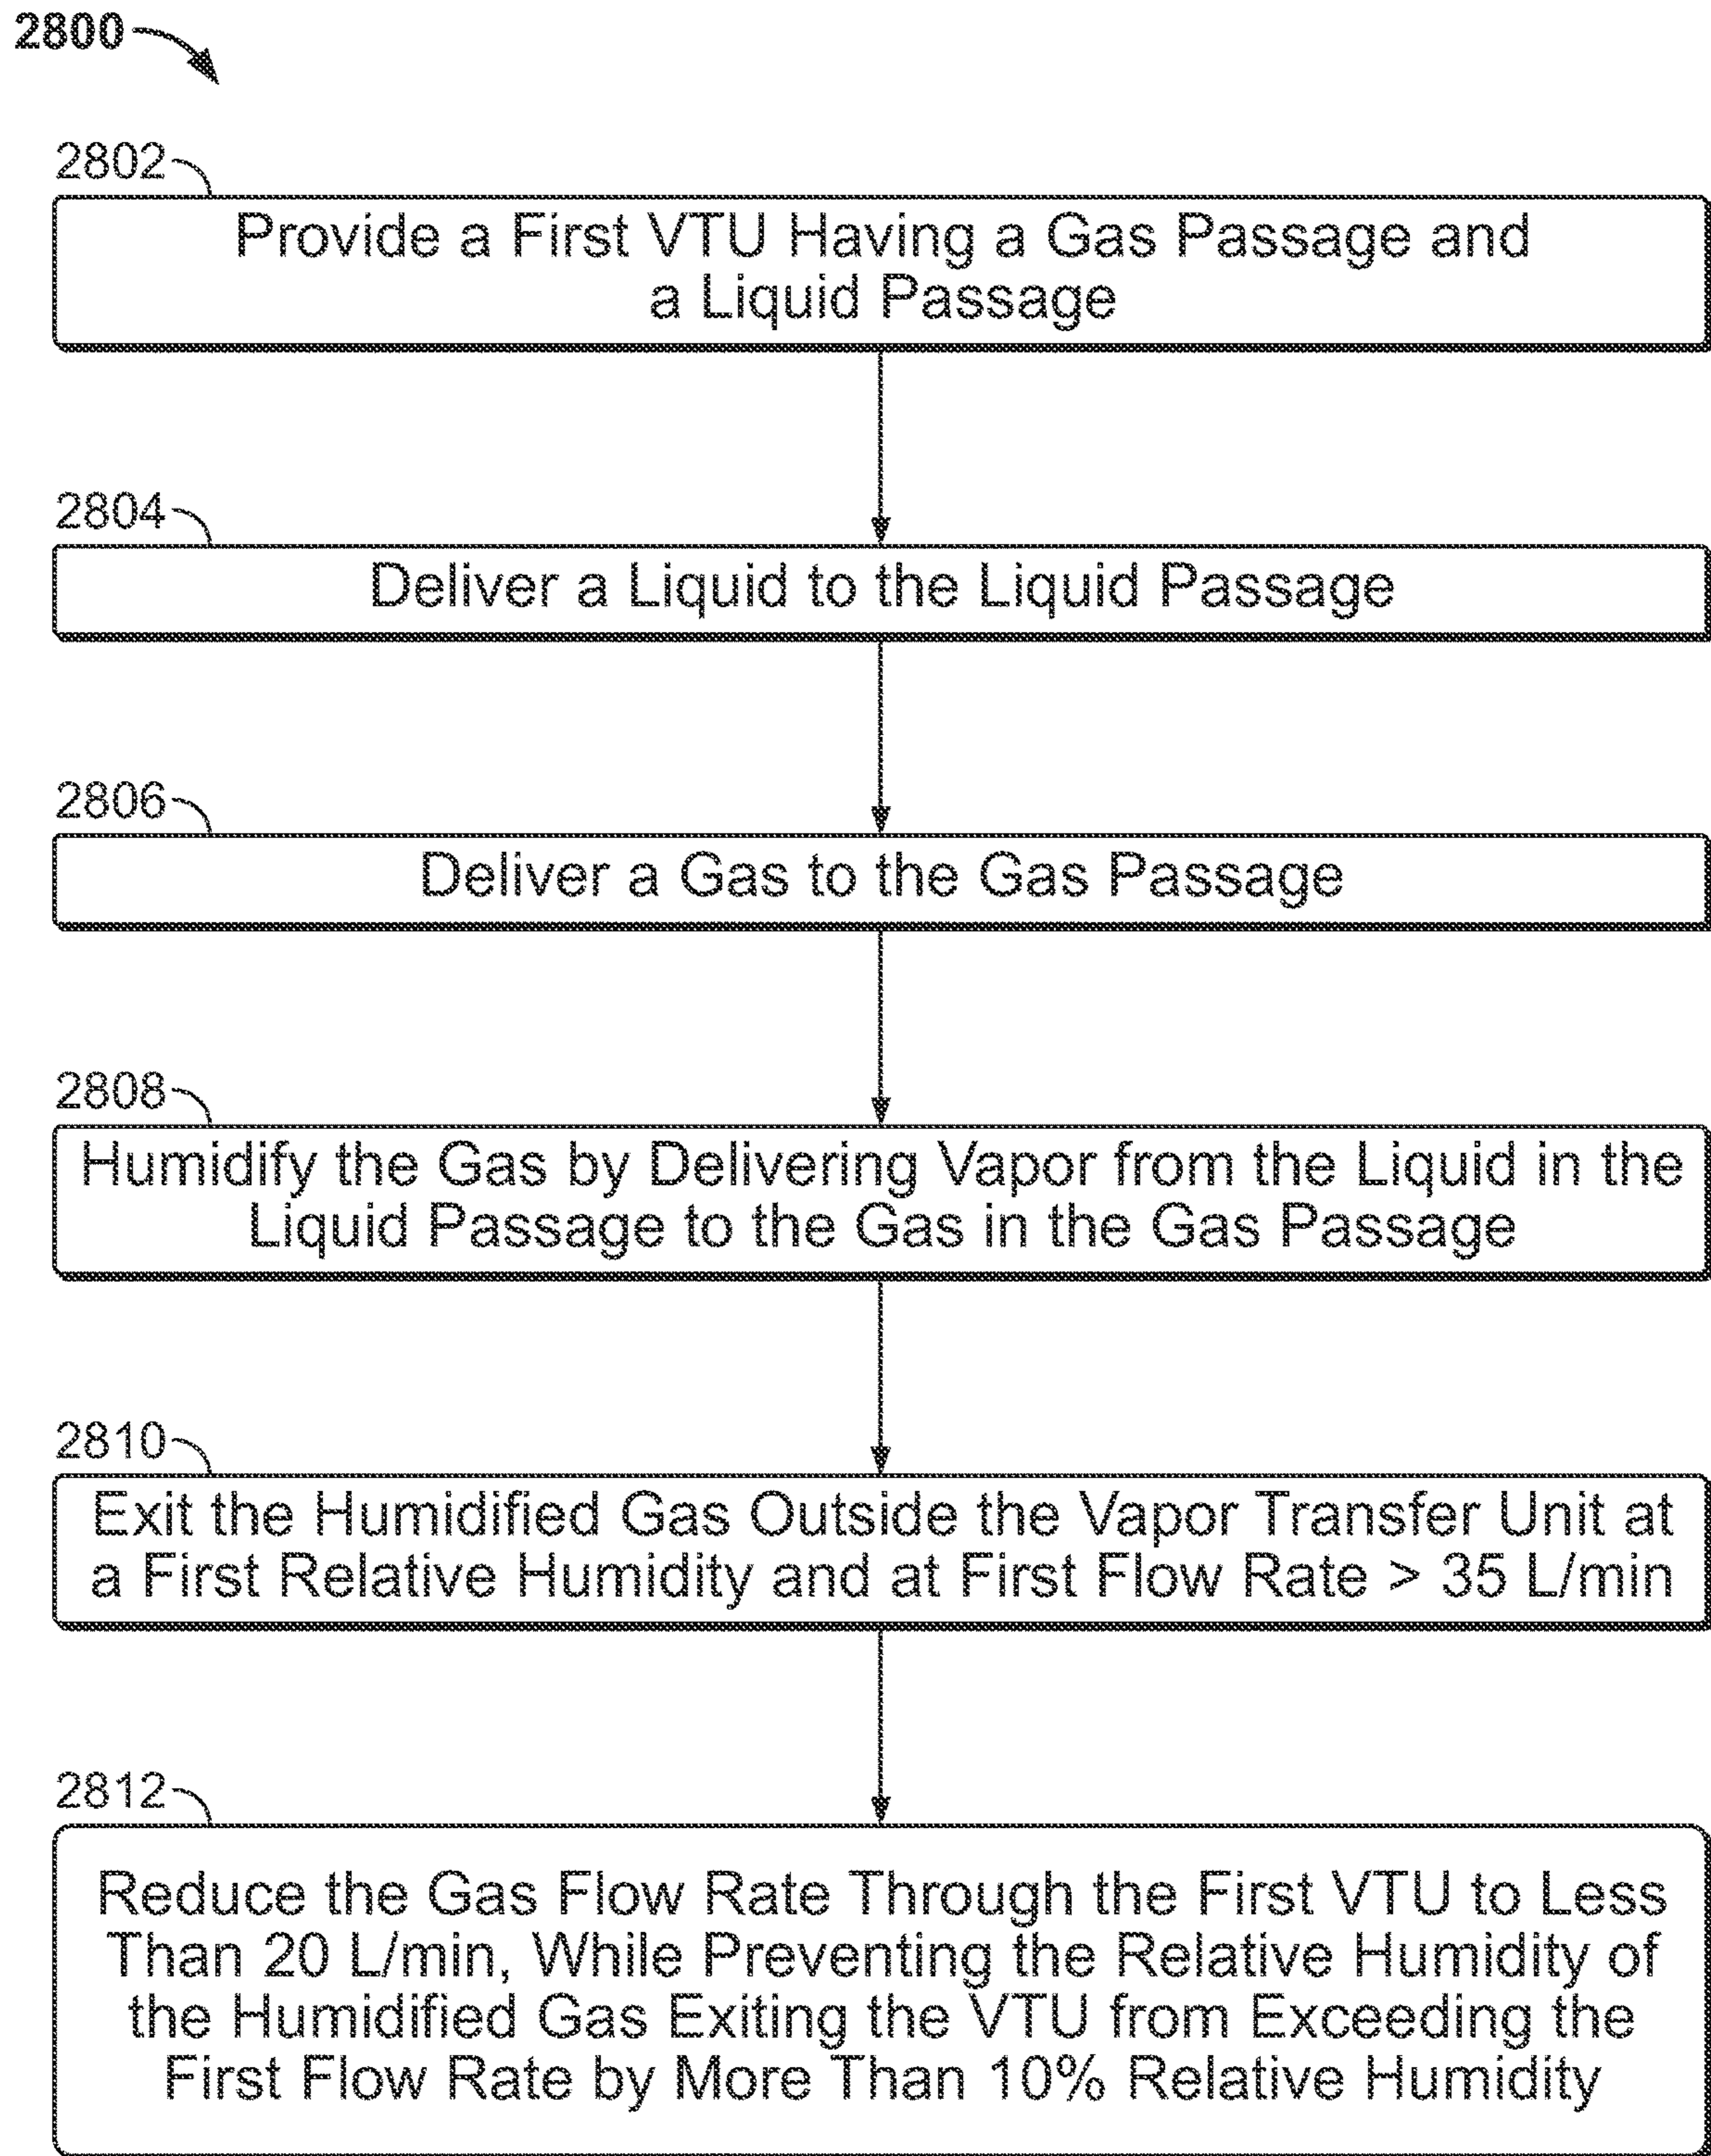 2800
2802
Provide a First VTU Having a Gas Passage and
a Liquid Passage
2804
Deliver a Liquid to the Liquid Passage
2806
Deliver a Gas to the Gas Passage
2808
Humidify the Gas by Delivering Vapor from the Liquid in the
Liquid Passage to the Gas in the Gas Passage
2810
Exit the Humidified Gas Outside the Vapor Transfer Unit at
a First Relative Humidity and at First Flow Rate > 35 L/min
2812
Reduce the Gas Flow Rate Through the First VTU to Less
Than 20 L/min, While Preventing the Relative Humidity of
the Humidified Gas Exiting the VTU from Exceeding the
First Flow Rate by More Than 10% Relative Humidity